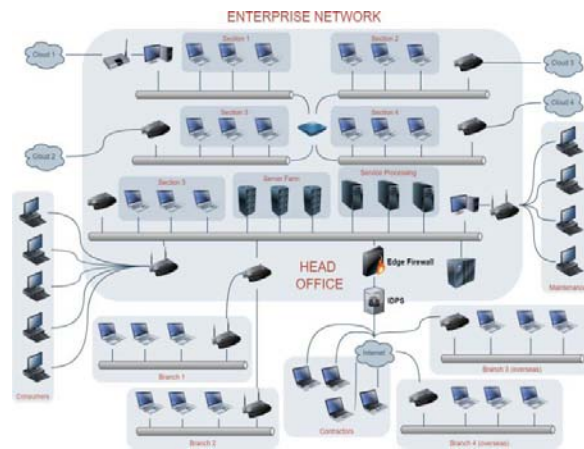 ENTERPRISE NETWORK
Section 1
Section 2
Cloud 1
Cloud 3
Section 3
Section 4
Cloud 4
Cloud 2
Section 5
Server Farm
Service Processing
HEAD
OFFICE
Edge Firewall
IDPS
Maintenance
Internet
Branch 1
Branch 3 (overseas)
Consumers
Branch 2
Contractors
Branch 4 (overseas)